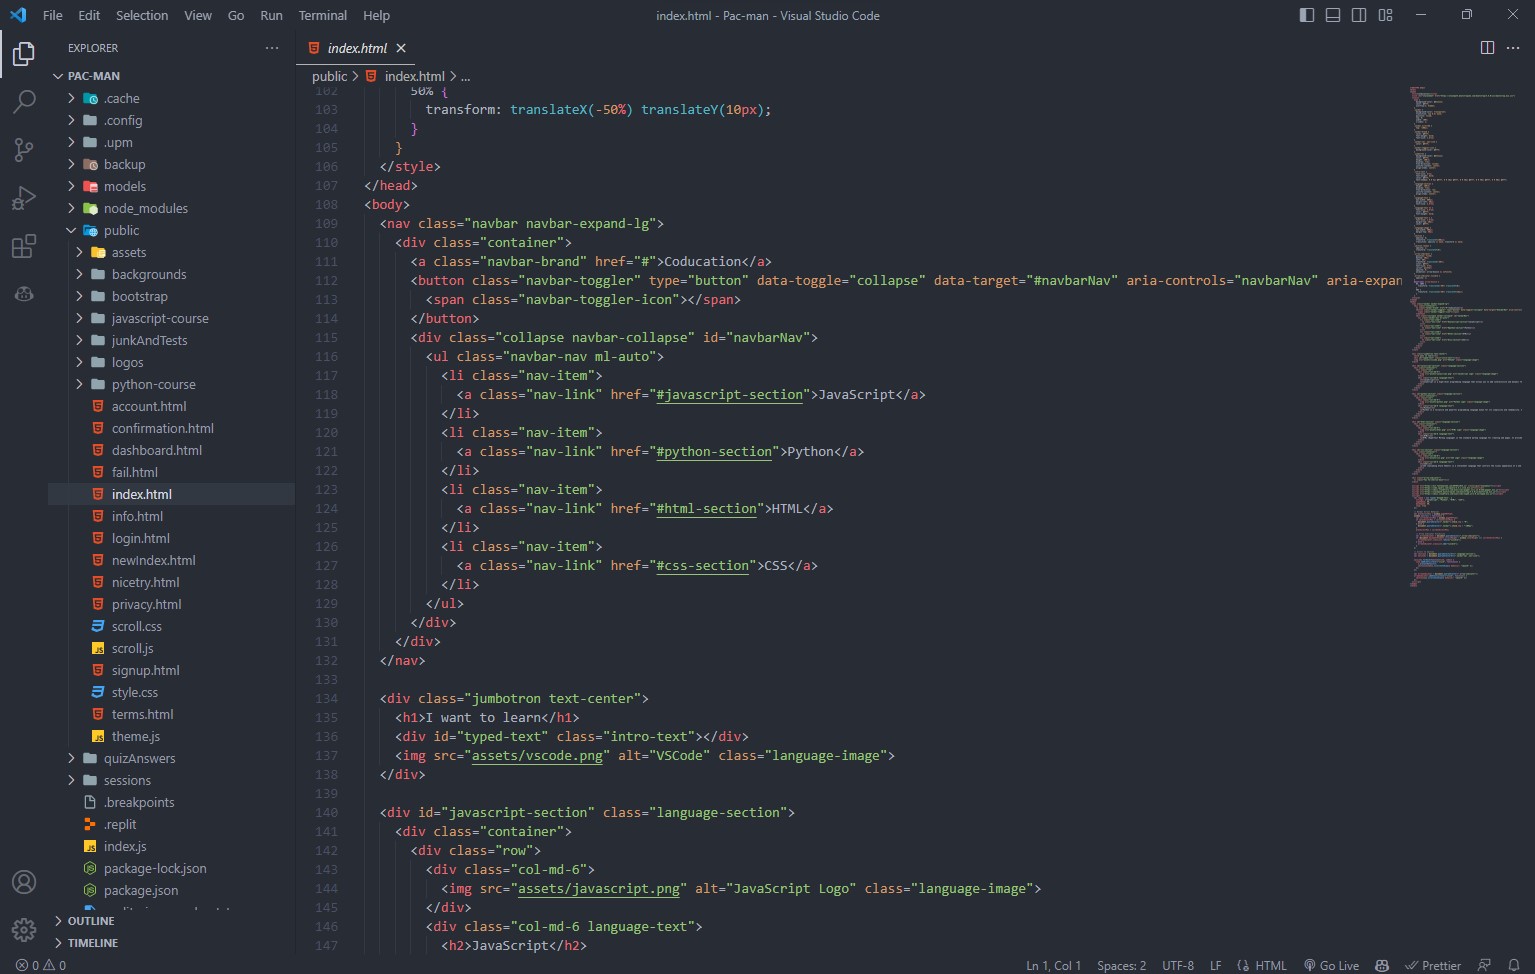 File Edit Selection View Go Run Terminal Help
index.html - Pac-man - Visual Studio Code
EXPLORER
PAC-MAN
.cache
.config
.upm
backup
models
node_modules
public
assets
backgrounds
bootstrap
javascript-course
junkAndTests
logos
python-course
account.html
confirmation.html
dashboard.html
fail.html
index.html
info.html
login.html
newIndex.html
nicetry.html
privacy.html
scroll.css
scroll.js
signup.html
style.css
terms.html
theme.js
quizAnswers
sessions
.breakpoints
.replit
index.js
package-lock.json
package.json
OUTLINE
TIMELINE
index.html
public > index.html > ...
102 50% {
103 transform: translateX(-50%) translateY(10px);
104 }
105 }
106 </style>
107 </head>
108 <body>
109 <nav class="navbar navbar-expand-lg">
110 <div class="container">
111 <a class="navbar-brand" href="#">Coducation</a>
112 <button class="navbar-toggler" type="button" data-toggle="collapse" data-target="#navbarNav" aria-controls="navbarNav" aria-expan
113 <span class="navbar-toggler-icon"></span>
114 </button>
115 <div class="collapse navbar-collapse" id="navbarNav">
116 <ul class="navbar-nav ml-auto">
117 <li class="nav-item">
118 <a class="nav-link" href="#javascript-section">JavaScript</a>
119 </li>
120 <li class="nav-item">
121 <a class="nav-link" href="#python-section">Python</a>
122 </li>
123 <li class="nav-item">
124 <a class="nav-link" href="#html-section">HTML</a>
125 </li>
126 <li class="nav-item">
127 <a class="nav-link" href="#css-section">CSS</a>
128 </li>
129 </ul>
130 </div>
131 </div>
132 </nav>
133
134 <div class="jumbotron text-center">
135 <h1>I want to learn</h1>
136 <div id="typed-text" class="intro-text"></div>
137 <img src="assets/vscode.png" alt="VSCode" class="language-image">
138 </div>
139
140 <div id="javascript-section" class="language-section">
141 <div class="container">
142 <div class="row">
143 <div class="col-md-6">
144 <img src="assets/javascript.png" alt="JavaScript Logo" class="language-image">
145 </div>
146 <div class="col-md-6 language-text">
147 <h2>JavaScript</h2>
0 0
Ln 1, Col 1 Spaces: 2 UTF-8 LF HTML Go Live Prettier